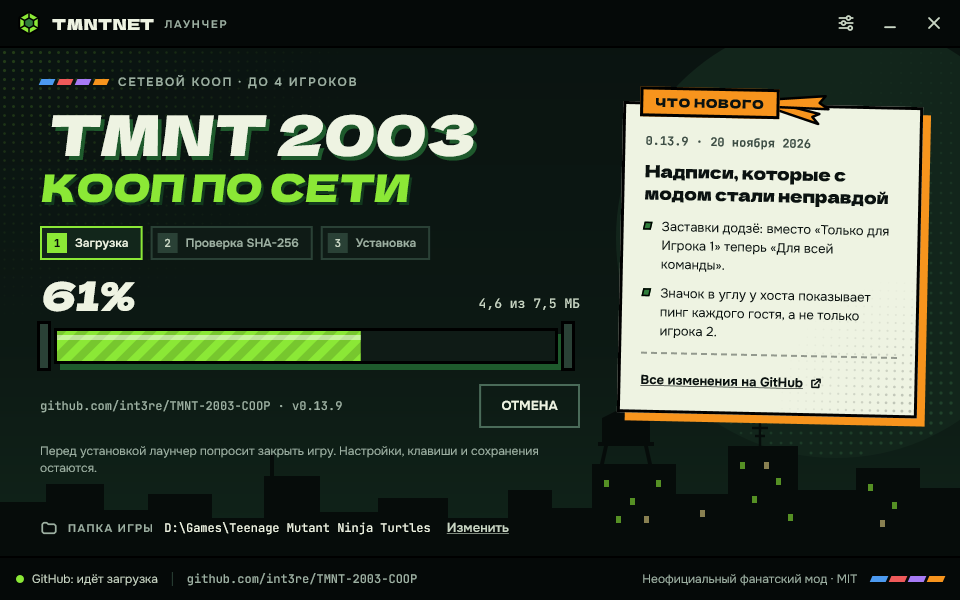 TMNTNET ЛАУНЧЕР
СЕТЕВОЙ КООП · ДО 4 ИГРОКОВ
TMNT 2003
КООП ПО СЕТИ
1 Загрузка
2 Проверка SHA-256
3 Установка
61%
4,6 из 7,5 МБ
github.com/int3re/TMNT-2003-COOP · v0.13.9
ОТМЕНА
Перед установкой лаунчер попросит закрыть игру. Настройки, клавиши и сохранения
остаются.
ПАПКА ИГРЫ D:\Games\Teenage Mutant Ninja Turtles Изменить
ЧТО НОВОГО
0.13.9 · 20 ноября 2026
Надписи, которые с
модом стали неправдой
Заставки додзё: вместо «Только для
Игрока 1» теперь «Для всей
команды».
Значок в углу у хоста показывает
пинг каждого гостя, а не только
игрока 2.
Все изменения на GitHub
GitHub: идёт загрузка
github.com/int3re/TMNT-2003-COOP
Неофициальный фанатский мод · MIT